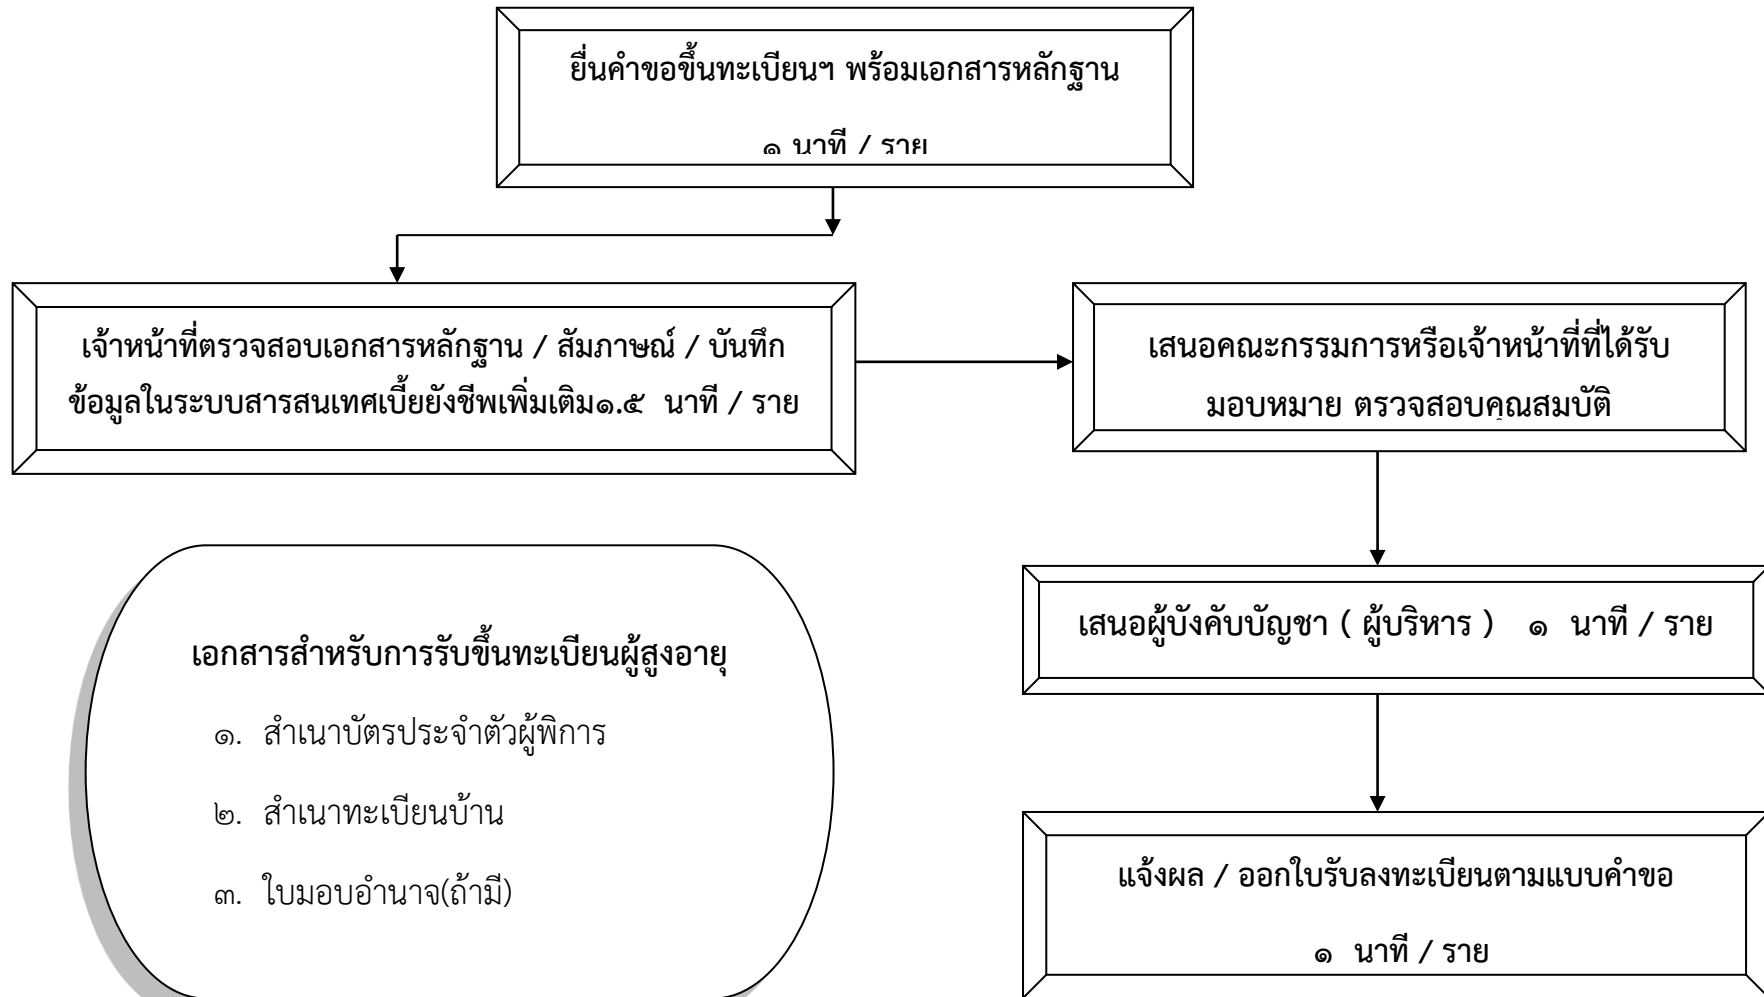 ยื่นคำขอขึ้นทะเบียนฯ พร้อมเอกสารหลักฐาน
๑ นาที / ราย
เจ้าหน้าที่ตรวจสอบเอกสารหลักฐาน / สัมภาษณ์ / บันทึก
ข้อมูลในระบบสารสนเทศเบี้ยยังชีพเพิ่มเติม๑.๕ นาที / ราย
เสนอคณะกรรมการหรือเจ้าหน้าที่ที่ได้รับ
มอบหมาย ตรวจสอบคุณสมบัติ
เสนอผู้บังคับบัญชา ( ผู้บริหาร ) ๑ นาที / ราย
เอกสารสำหรับการรับขึ้นทะเบียนผู้สูงอายุ
๑. สำเนาบัตรประจำตัวผู้พิการ
๒. สำเนาทะเบียนบ้าน
๓. ใบมอบอำนาจ(ถ้ามี)
แจ้งผล / ออกใบรับลงทะเบียนตามแบบคำขอ
๑ นาที / ราย